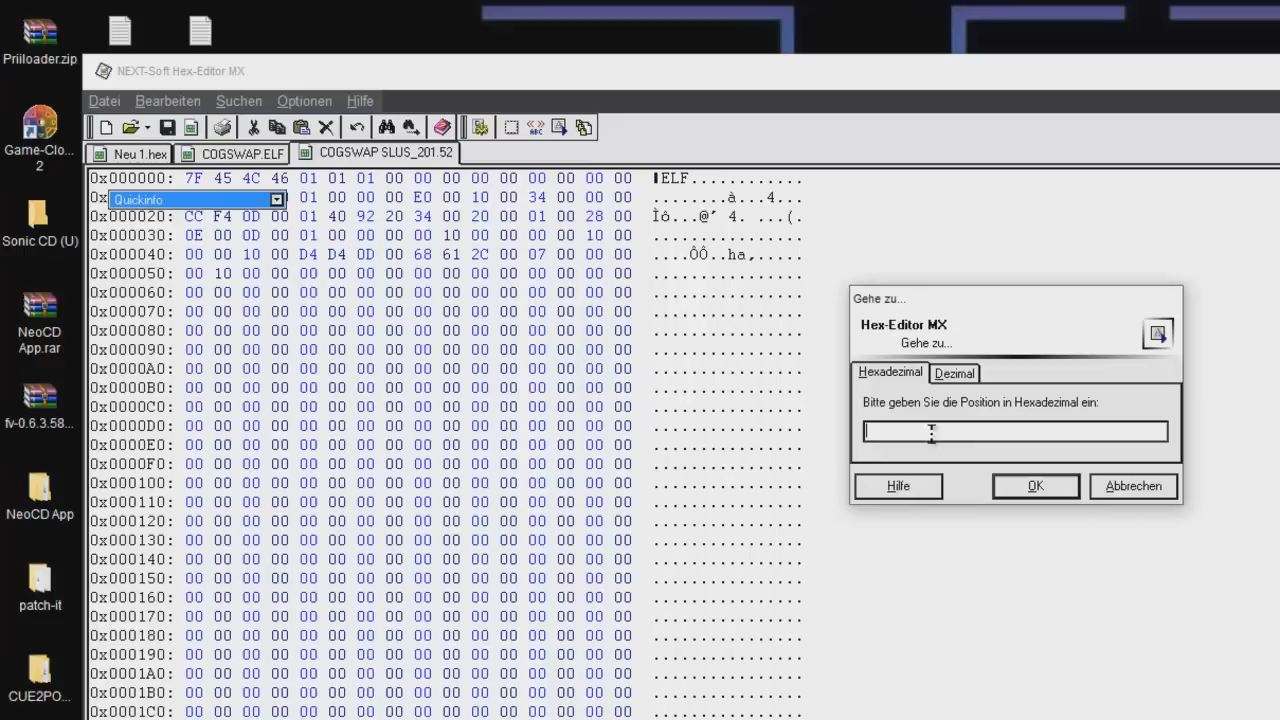 Priiloader.zip
Game-Clo...
2
Sonic CD (U)
NeoCD
App.rar
fv-0.6.3.58...
NeoCD App
patch-it
CUE2PO...
NEXT-Soft Hex-Editor MX
Datei Bearbeiten Suchen Optionen Hilfe
Neu 1.hex COGSWAP.ELF COGSWAP SLUS_201.52
0x000000: 7F 45 4C 46 01 01 01 00 00 00 00 00 00 00 00 00 ELF............
0x Quickinfo 01 00 00 00 E0 00 10 00 34 00 00 00 ........à...4...
0x000020: CC F4 0D 00 01 40 92 20 34 00 20 00 01 00 28 00 Ìô...@’ 4. ...(.
0x000030: 0E 00 0D 00 01 00 00 00 00 10 00 00 00 00 10 00 ................
0x000040: 00 00 10 00 D4 D4 0D 00 68 61 2C 00 07 00 00 00 ....ÔÔ..ha,.....
0x000050: 00 10 00 00 00 00 00 00 00 00 00 00 00 00 00 00 ................
0x000060: 00 00 00 00 00 00 00 00 00 00 00 00 00 00 00 00 ................
0x000070: 00 00 00 00 00 00 00 00 00 00 00 00 00 00 00 00 ................
0x000080: 00 00 00 00 00 00 00 00 00 00 00 00 00 00 00 00 ................
0x000090: 00 00 00 00 00 00 00 00 00 00 00 00 00 00 00 00 ................
0x0000A0: 00 00 00 00 00 00 00 00 00 00 00 00 00 00 00 00 ................
0x0000B0: 00 00 00 00 00 00 00 00 00 00 00 00 00 00 00 00 ................
0x0000C0: 00 00 00 00 00 00 00 00 00 00 00 00 00 00 00 00 ................
0x0000D0: 00 00 00 00 00 00 00 00 00 00 00 00 00 00 00 00 ................
0x0000E0: 00 00 00 00 00 00 00 00 00 00 00 00 00 00 00 00 ................
0x0000F0: 00 00 00 00 00 00 00 00 00 00 00 00 00 00 00 00 ................
0x000100: 00 00 00 00 00 00 00 00 00 00 00 00 00 00 00 00 ................
0x000110: 00 00 00 00 00 00 00 00 00 00 00 00 00 00 00 00 ................
0x000120: 00 00 00 00 00 00 00 00 00 00 00 00 00 00 00 00 ................
0x000130: 00 00 00 00 00 00 00 00 00 00 00 00 00 00 00 00 ................
0x000140: 00 00 00 00 00 00 00 00 00 00 00 00 00 00 00 00 ................
0x000150: 00 00 00 00 00 00 00 00 00 00 00 00 00 00 00 00 ................
0x000160: 00 00 00 00 00 00 00 00 00 00 00 00 00 00 00 00 ................
0x000170: 00 00 00 00 00 00 00 00 00 00 00 00 00 00 00 00 ................
0x000180: 00 00 00 00 00 00 00 00 00 00 00 00 00 00 00 00 ................
0x000190: 00 00 00 00 00 00 00 00 00 00 00 00 00 00 00 00 ................
0x0001A0: 00 00 00 00 00 00 00 00 00 00 00 00 00 00 00 00 ................
0x0001B0: 00 00 00 00 00 00 00 00 00 00 00 00 00 00 00 00 ................
0x0001C0: 00 00 00 00 00 00 00 00 00 00 00 00 00 00 00 00 ................
Gehe zu...
Hex-Editor MX
Gehe zu...
Hexadezimal Dezimal
Bitte geben Sie die Position in Hexadezimal ein:
Hilfe OK Abbrechen